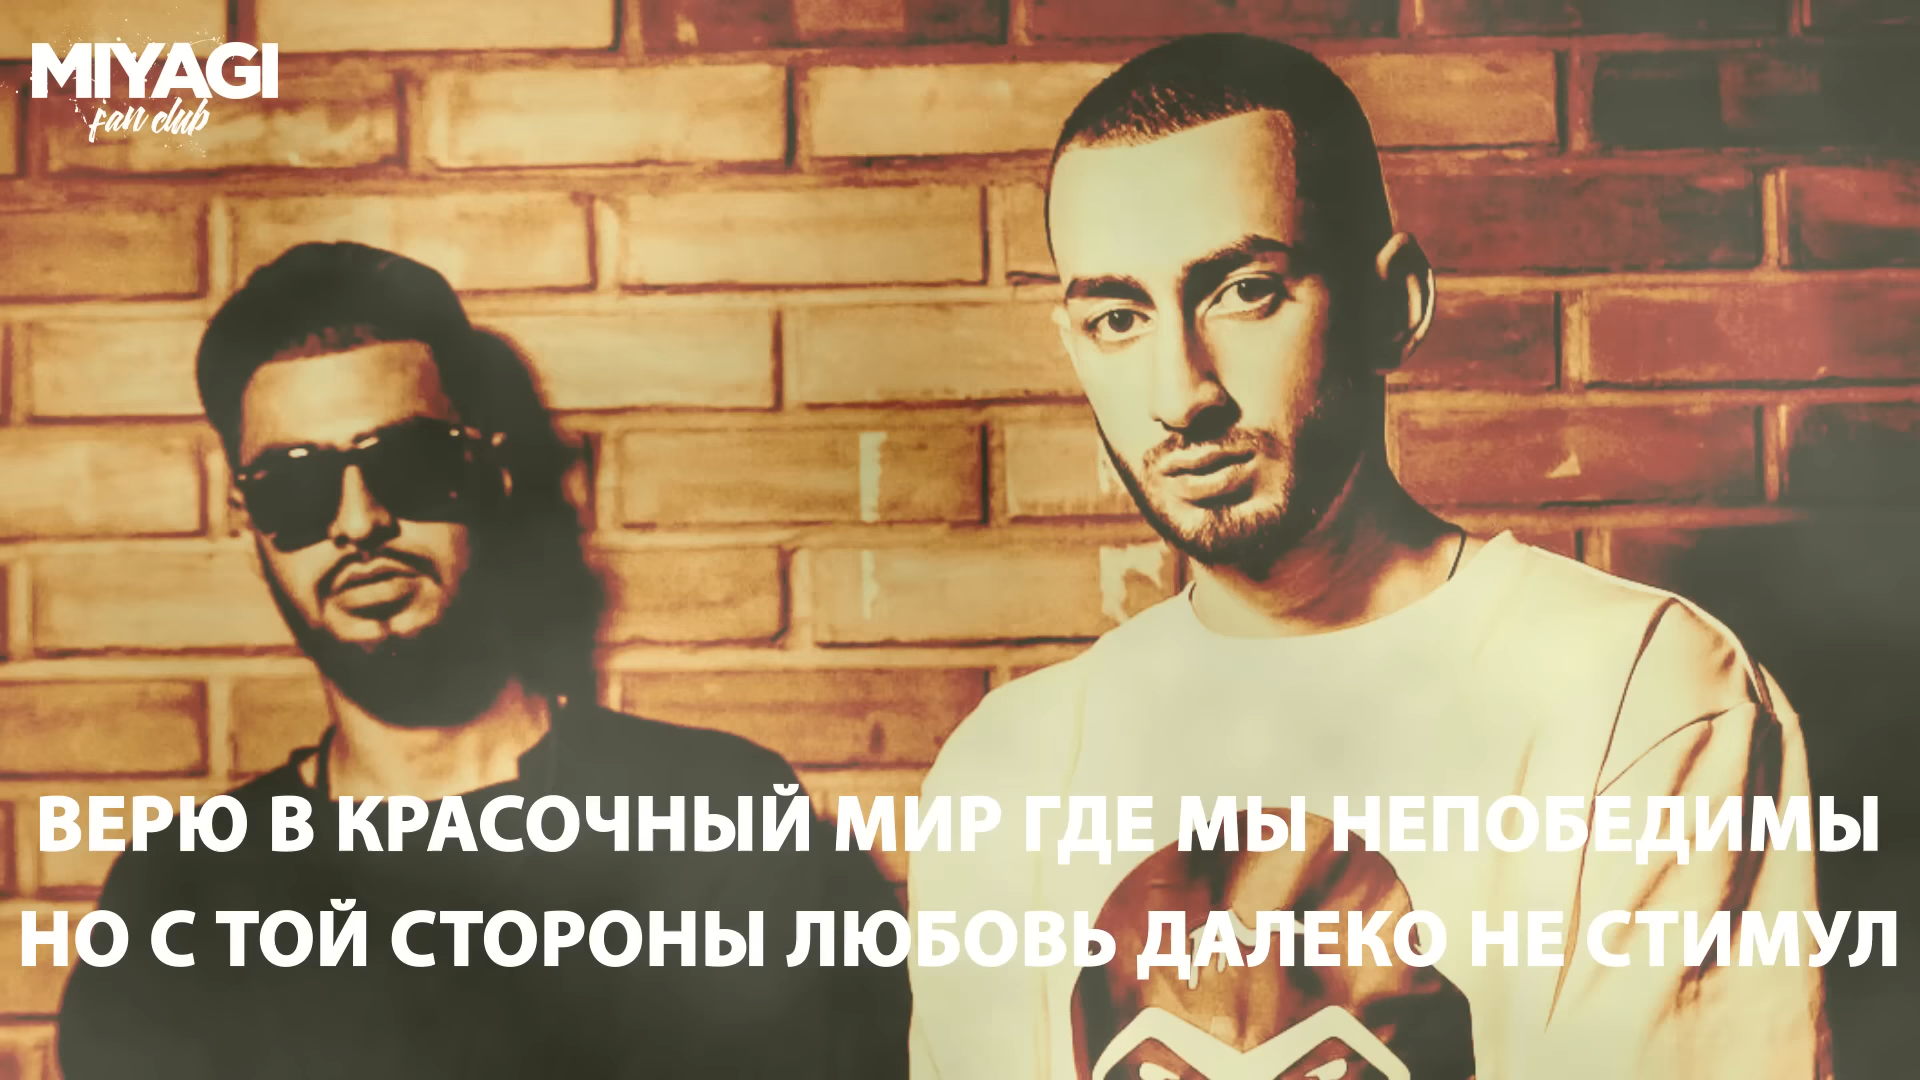 MIYAGI
fan club
ВЕРЮ В КРАСОЧНЫЙ МИР ГДЕ МЫ НЕПОБЕДИМЫ
НО С ТОЙ СТОРОНЫ ЛЮБОВЬ ДАЛЕКО НЕ СТИМУЛ